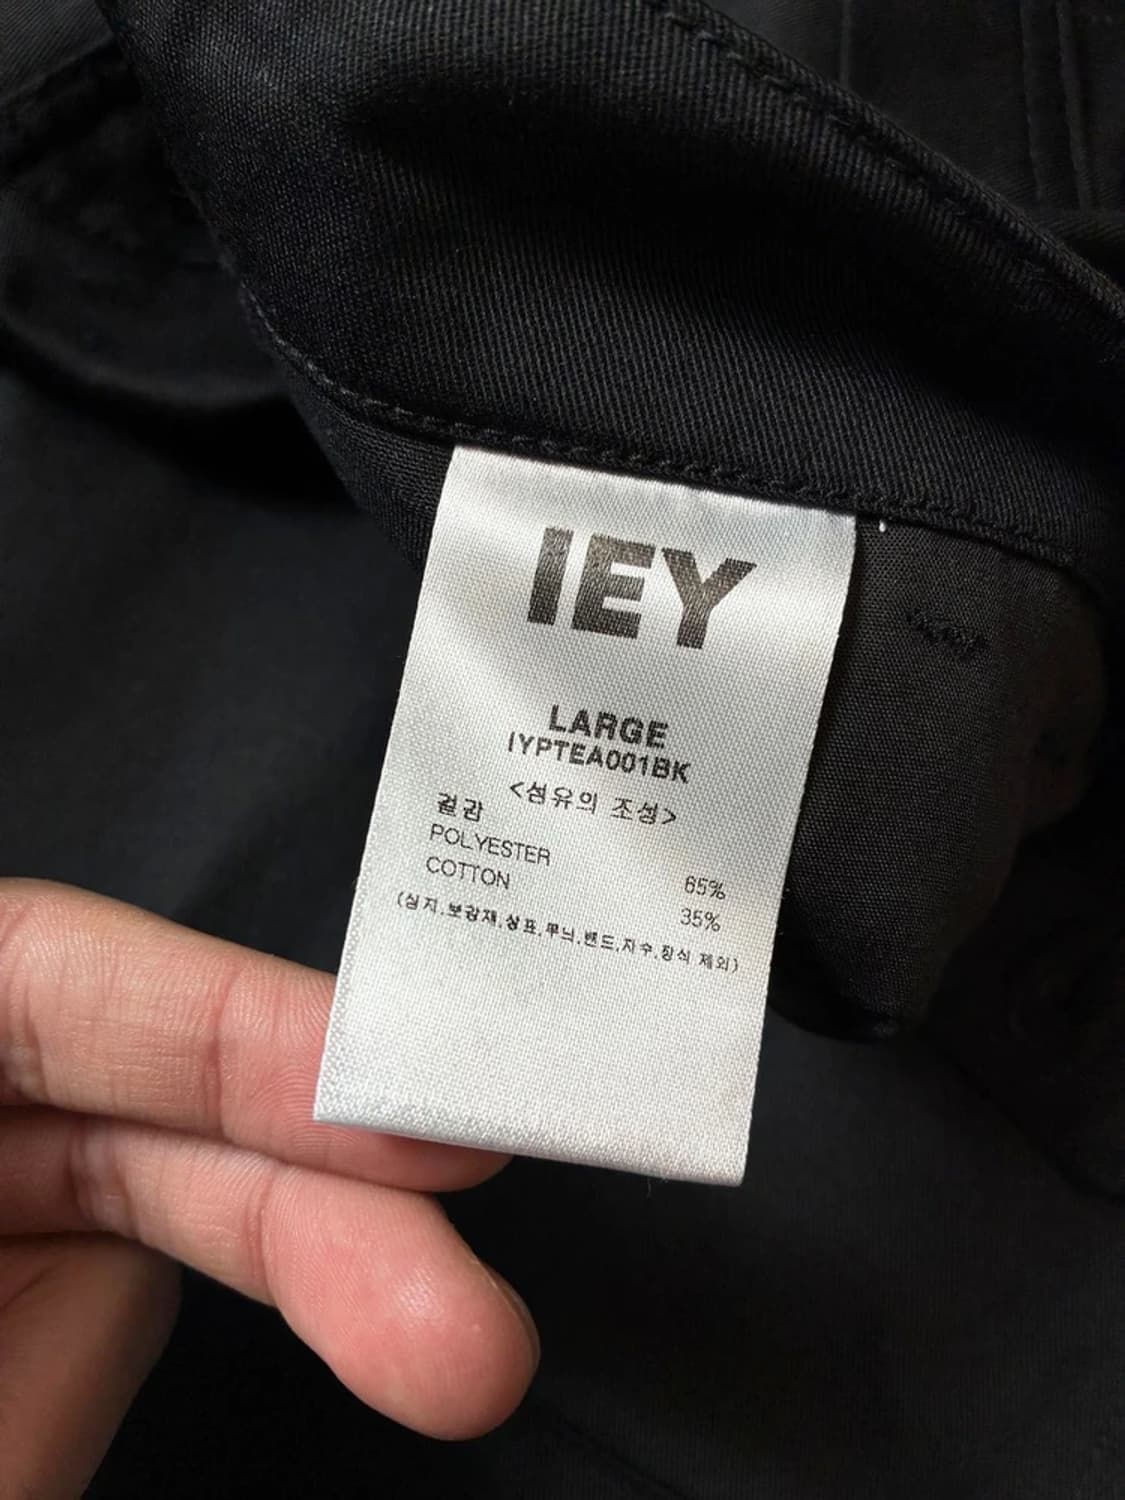 IEY
LARGE
IYPTEA001BK
<섬유의 조성>
겉감
POLYESTER 65%
COTTON 35%
(심지,보강재,상표,무늬,밴드,자수,장식 제외)